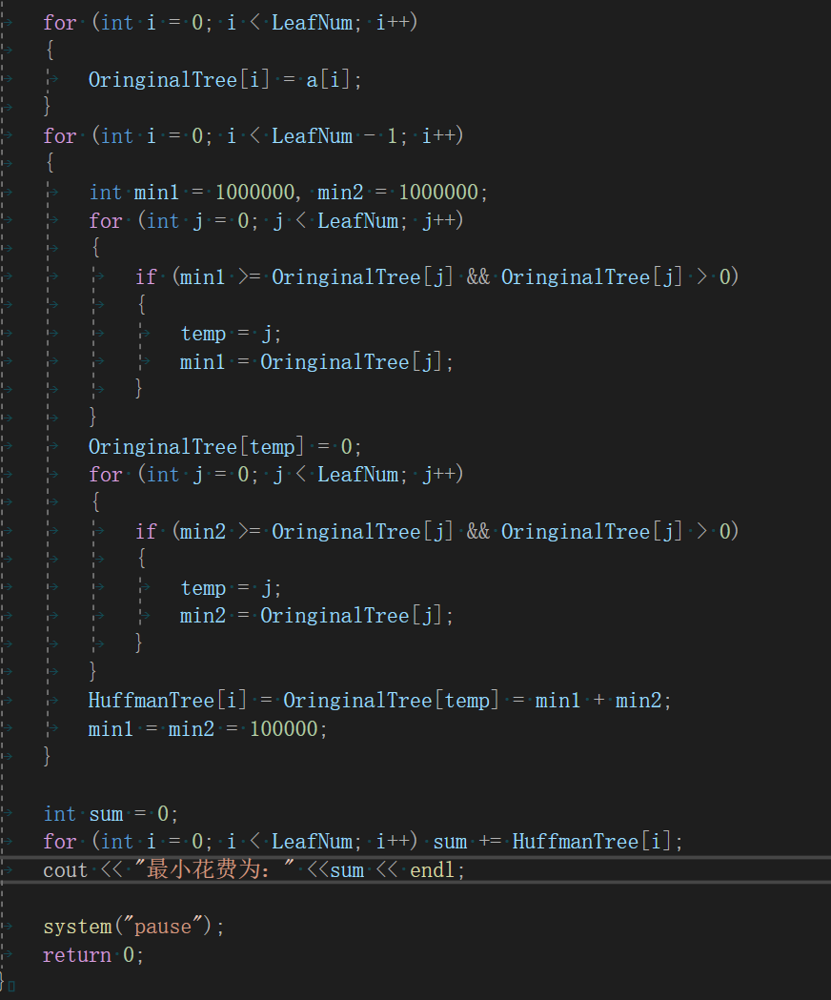 for (int i = 0; i < LeafNum; i++)
{
OringinalTree[i] = a[i];
}
for (int i = 0; i < LeafNum - 1; i++)
{
int min1 = 1000000, min2 = 1000000;
for (int j = 0; j < LeafNum; j++)
{
if (min1 >= OringinalTree[j] && OringinalTree[j] > 0)
{
temp = j;
min1 = OringinalTree[j];
}
}
OringinalTree[temp] = 0;
for (int j = 0; j < LeafNum; j++)
{
if (min2 >= OringinalTree[j] && OringinalTree[j] > 0)
{
temp = j;
min2 = OringinalTree[j];
}
}
HuffmanTree[i] = OringinalTree[temp] = min1 + min2;
min1 = min2 = 100000;
}
int sum = 0;
for (int i = 0; i < LeafNum; i++) sum += HuffmanTree[i];
cout << "最小花费为：" <<sum << endl;
system("pause");
return 0;
}